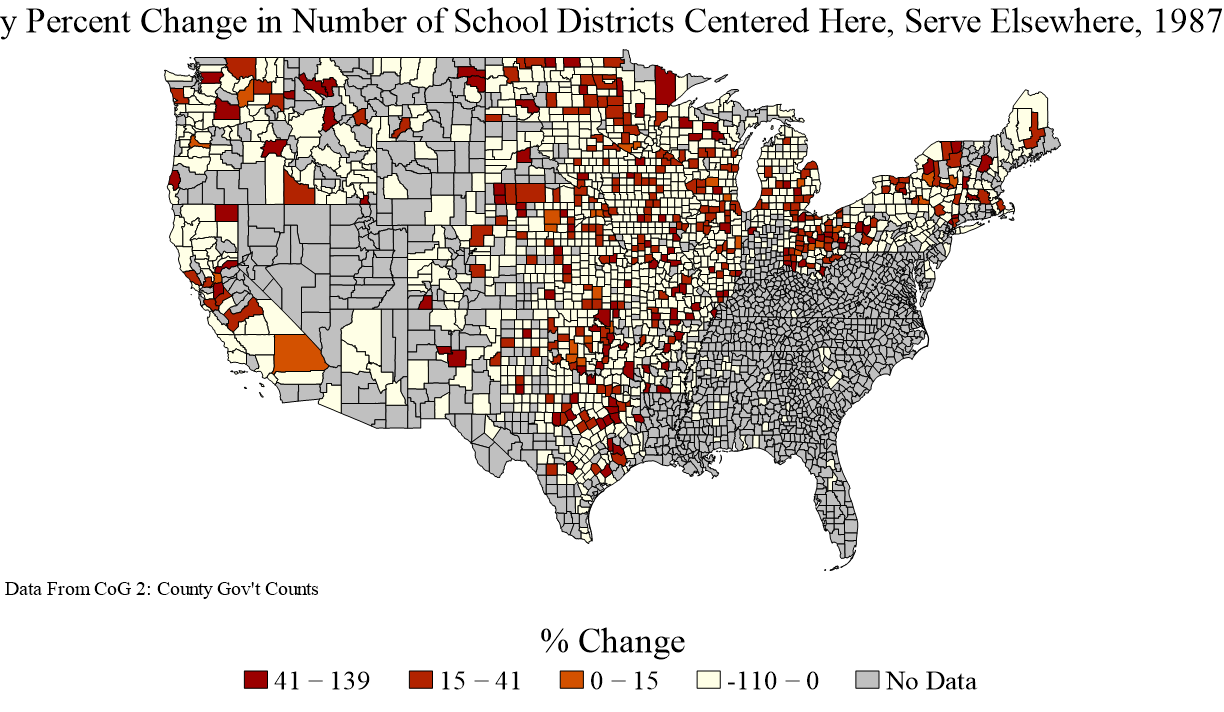 y Percent Change in Number of School Districts Centered Here, Serve Elsewhere, 1987
Data From CoG 2: County Gov't Counts
% Change
41 – 139
15 – 41
0 – 15
-110 – 0
No Data